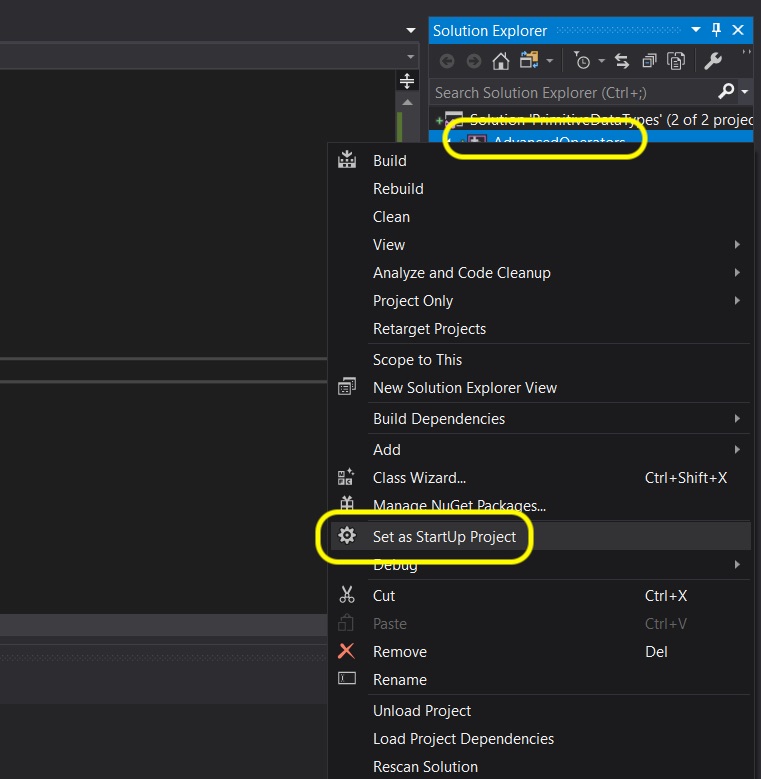 Solution Explorer
Search Solution Explorer (Ctrl+;)
Solution 'PrimitiveDataTypes' (2 of 2 projec
AdvancedOperators
Build
Rebuild
Clean
View
Analyze and Code Cleanup
Project Only
Retarget Projects
Scope to This
New Solution Explorer View
Build Dependencies
Add
Class Wizard... Ctrl+Shift+X
Manage NuGet Packages...
Set as StartUp Project
Debug
Cut Ctrl+X
Paste Ctrl+V
Remove Del
Rename
Unload Project
Load Project Dependencies
Rescan Solution